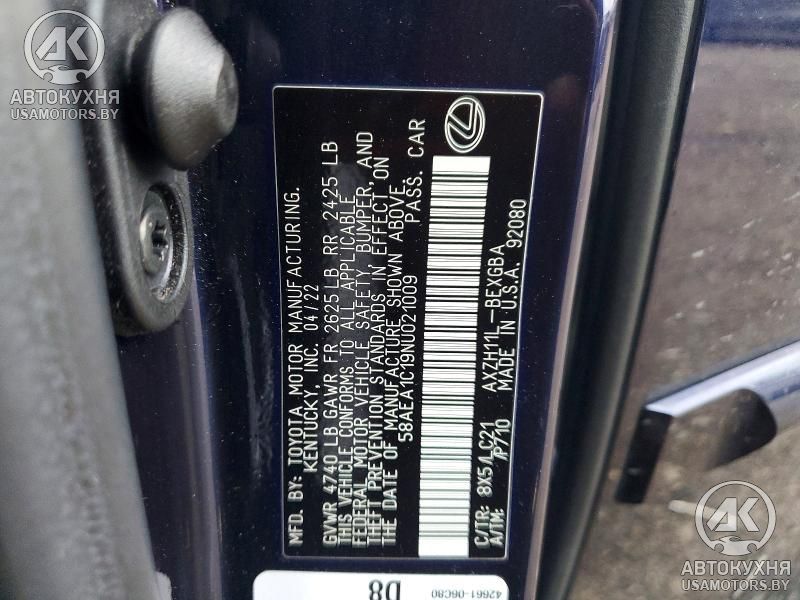 AK
АВТОКУХНЯ
USAMOTORS.BY
MFD. BY: TOYOTA MOTOR MANUFACTURING.
KENTUCKY, INC. 04/22
GVWR 4740 LB GAWR FR 2625 LB RR 2425 LB
THIS VEHICLE CONFORMS TO ALL APPLICABLE
FEDERAL MOTOR VEHICLE SAFETY, BUMPER, AND
THEFT PREVENTION STANDARDS IN EFFECT ON
THE DATE OF MANUFACTURE SHOWN ABOVE.
58AEA1C19NU021009 PASS. CAR
C/TR: 8X5/LC21 AXZH11L-BEXGBA
A/TM: /P710 MADE IN U.S.A. 92080
42661-06C80
D8
AK
АВТОКУХНЯ
USAMOTORS.BY